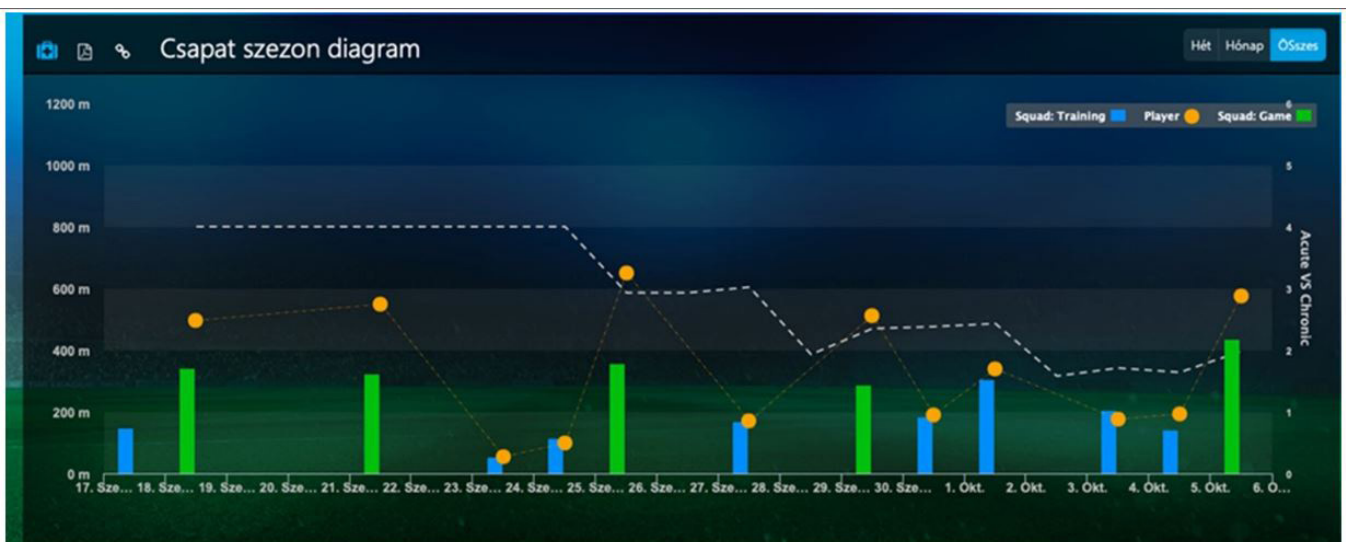 Csapat szezon diagram
Hét Hónap ÖSszes
1200 m
6
Squad: Training Player Squad: Game
1000 m
5
800 m
4
600 m
3
400 m
2
200 m
1
0 m
0
Acute VS Chronic
17. Sze... 18. Sze... 19. Sze... 20. Sze... 21. Sze... 22. Sze... 23. Sze... 24. Sze... 25. Sze... 26. Sze... 27. Sze... 28. Sze... 29. Sze... 30. Sze... 1. Okt. 2. Okt. 3. Okt. 4. Okt. 5. Okt. 6. O...